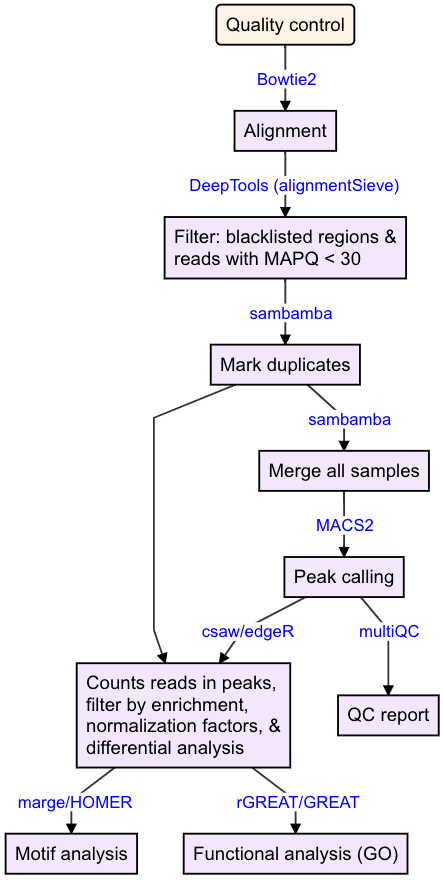 Quality control
Bowtie2
Alignment
DeepTools (alignmentSieve)
Filter: blacklisted regions &
reads with MAPQ < 30
sambamba
Mark duplicates
sambamba
Merge all samples
MACS2
Peak calling
csaw/edgeR
multiQC
Counts reads in peaks,
filter by enrichment,
normalization factors, &
differential analysis
QC report
marge/HOMER
rGREAT/GREAT
Motif analysis
Functional analysis (GO)